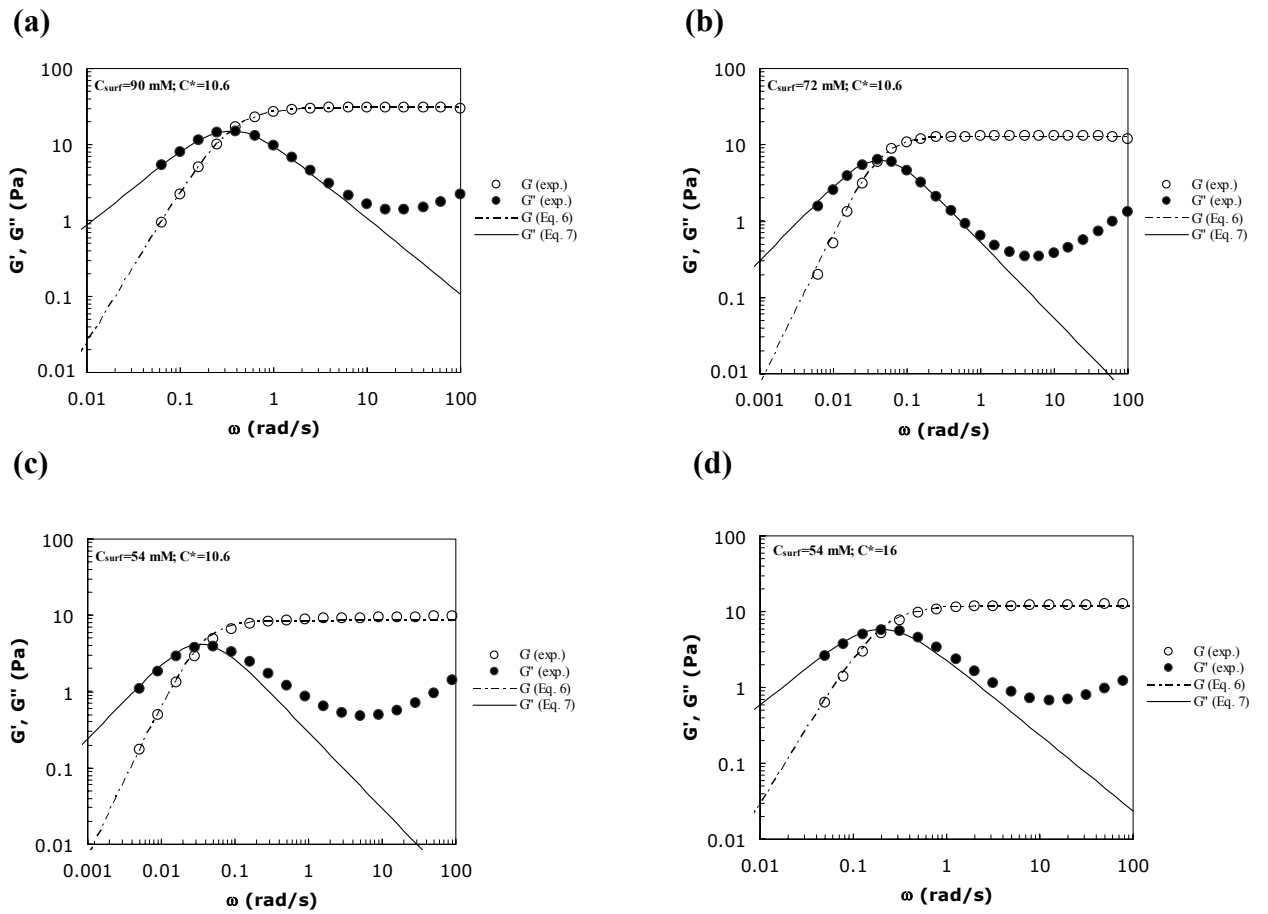 (a)
Csurf=90 mM; C*=10.6
100
10
1
0.1
0.01
G', G'' (Pa)
0.01 0.1 1 10 100
ω (rad/s)
G' (exp.)
G'' (exp.)
G' (Eq. 6)
G'' (Eq. 7)
(b)
Csurf=72 mM; C*=10.6
100
10
1
0.1
0.01
G', G'' (Pa)
0.001 0.01 0.1 1 10 100
ω (rad/s)
G' (exp.)
G'' (exp.)
G' (Eq. 6)
G'' (Eq. 7)
(c)
Csurf=54 mM; C*=10.6
100
10
1
0.1
0.01
G', G'' (Pa)
0.001 0.01 0.1 1 10 100
ω (rad/s)
G' (exp.)
G'' (exp.)
G' (Eq. 6)
G'' (Eq. 7)
(d)
Csurf=54 mM; C*=16
100
10
1
0.1
0.01
G', G'' (Pa)
0.01 0.1 1 10 100
ω (rad/s)
G' (exp.)
G'' (exp.)
G' (Eq. 6)
G'' (Eq. 7)